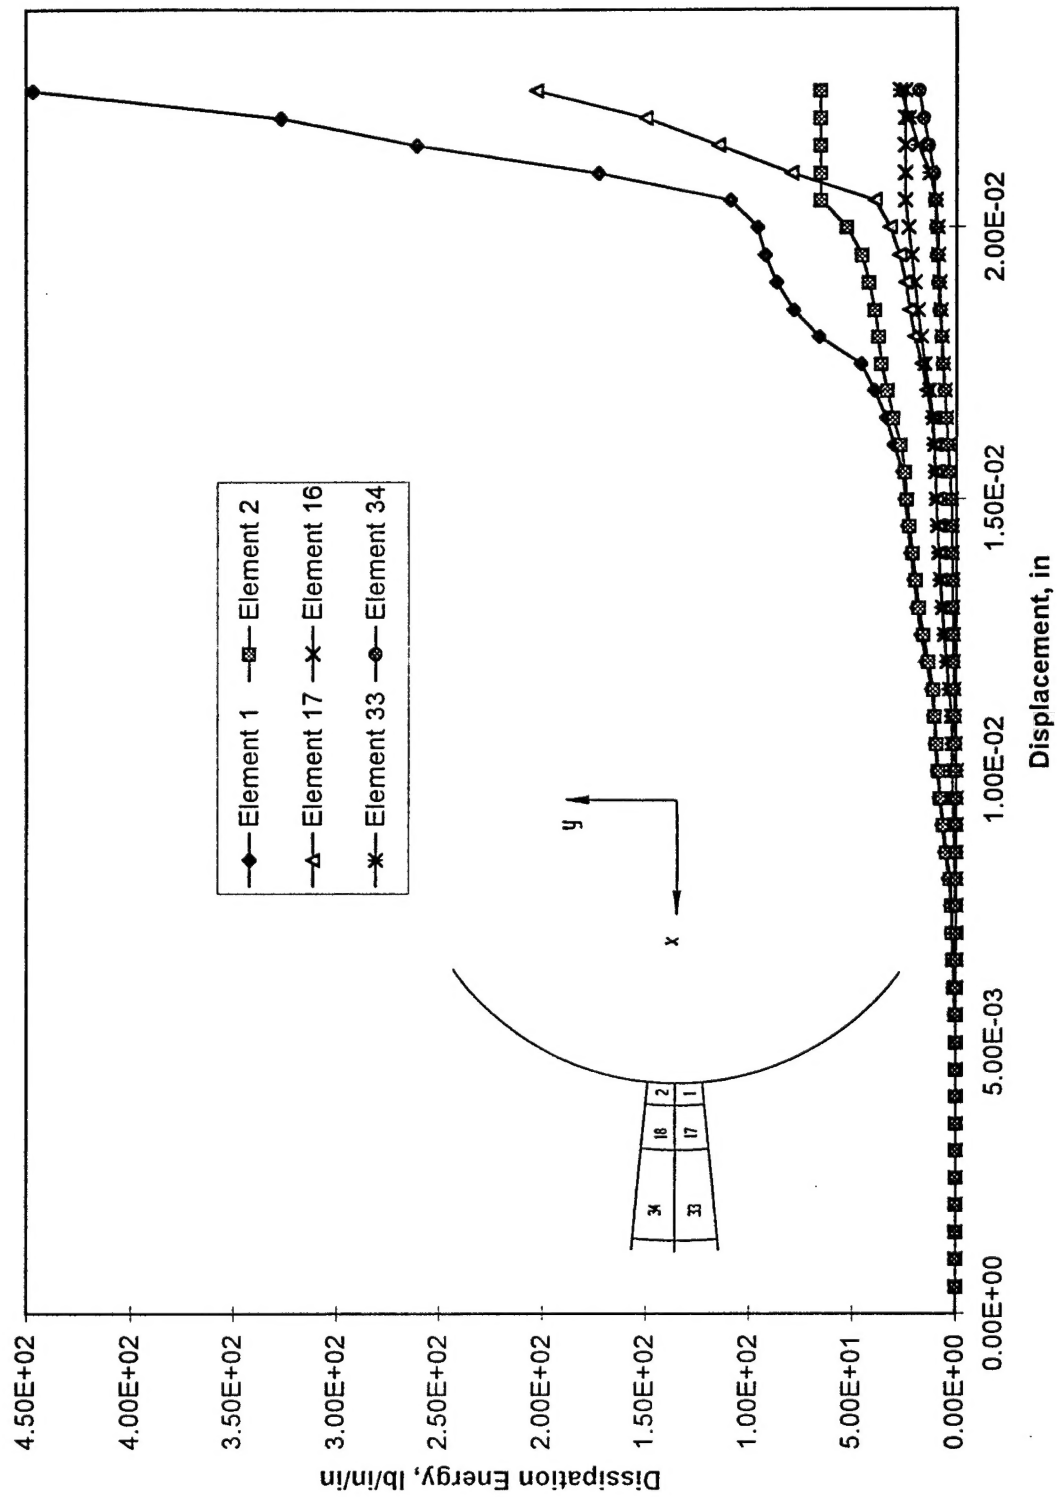 4.50E+02
4.00E+02
3.50E+02
3.00E+02
2.50E+02
2.00E+02
1.50E+02
1.00E+02
5.00E+01
0.00E+00
Dissipation Energy, lb/in/in/in
Element 1
Element 2
Element 17
Element 16
Element 33
Element 34
y
x
34
18
2
33
17
1
0.00E+00
5.00E-03
1.00E-02
1.50E-02
2.00E-02
Displacement, in